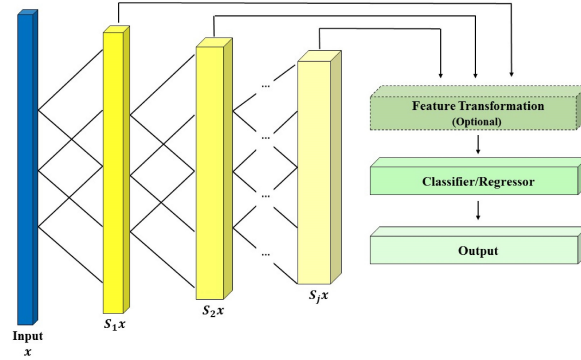 ...
...
...
...
Feature Transformation
(Optional)
Classifier/Regressor
Output
Input
x
S₁x
S₂x
Sⱼx